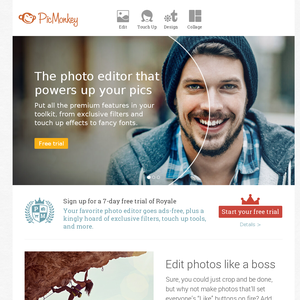 PicMonkey
Edit
Touch Up
Design
Collage
The photo editor that
powers up your pics
Put all the premium features in your
toolkit, from exclusive filters and
touch up effects to fancy fonts.
Free trial
Sign up for a 7-day free trial of Royale
Your favorite photo editor goes ads-free, plus a
kingly hoard of exclusive filters, touch up tools,
and more.
Start your free trial
Details >
Edit photos like a boss
Sure, you could just crop and be done,
but why not make photos that'll set
everyone's "Like" buttons on fire? Add